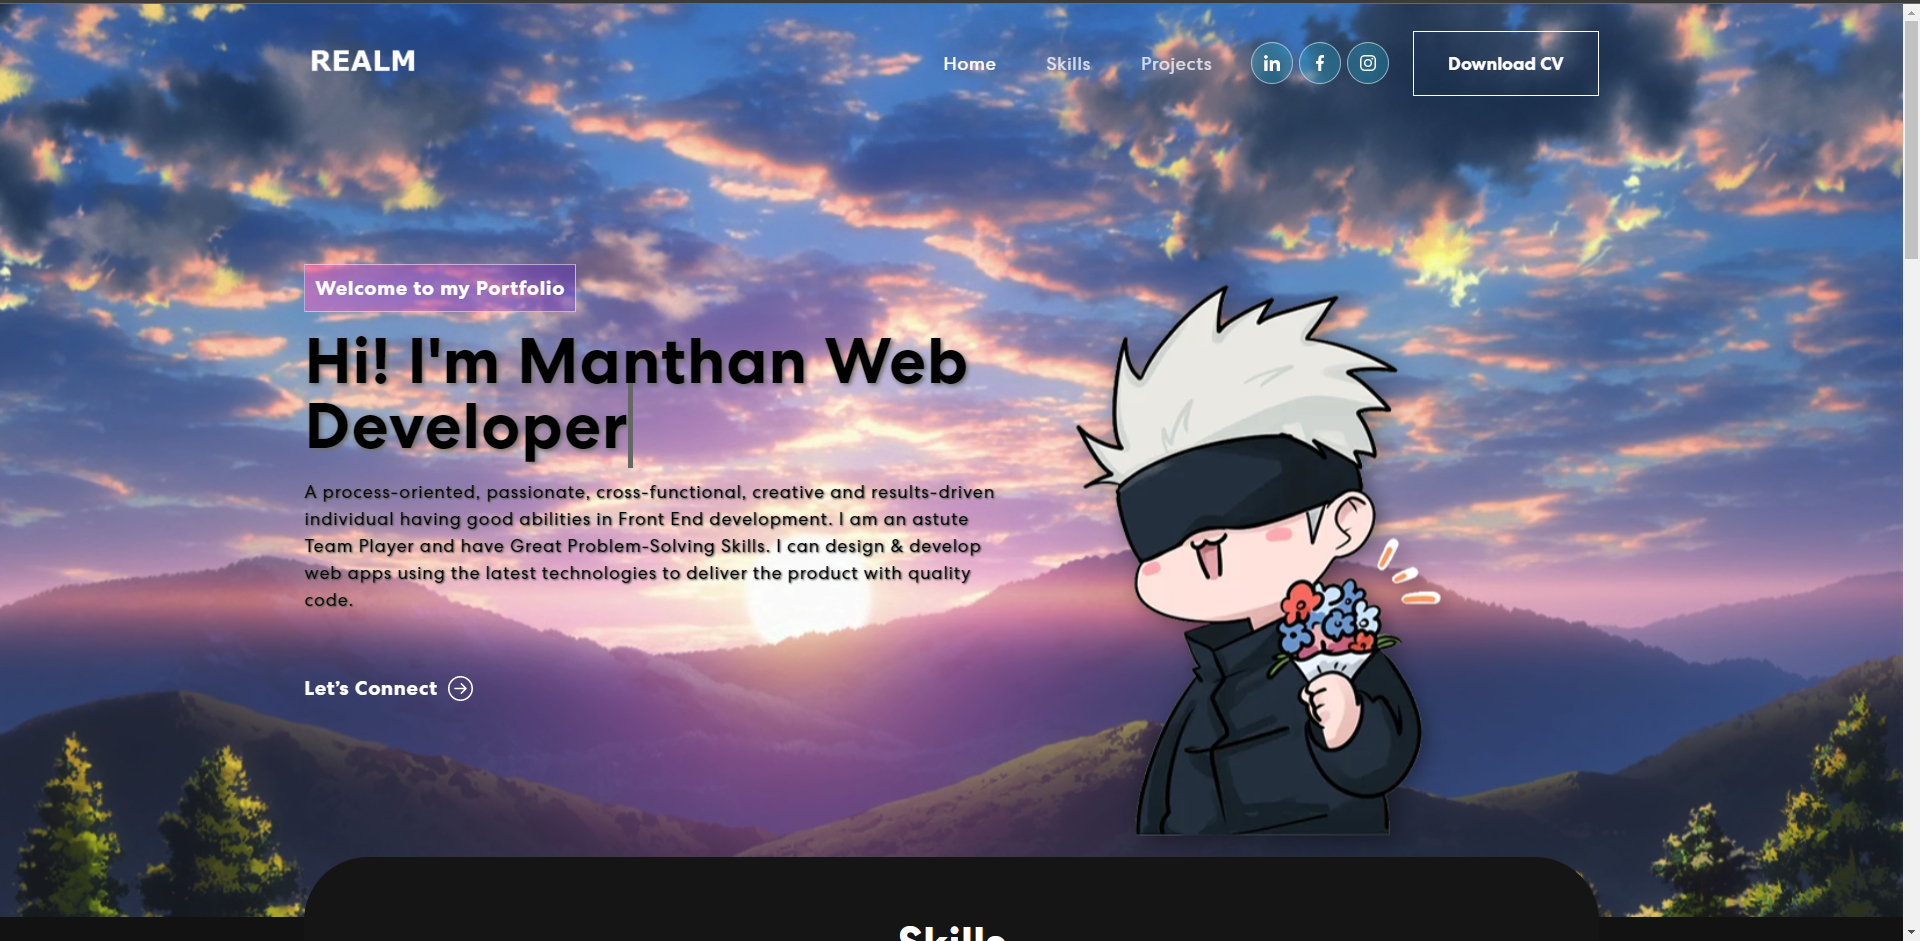 REALM
Home Skills Projects in f Download CV
Welcome to my Portfolio
Hi! I'm Manthan Web
Developer
A process-oriented, passionate, cross-functional, creative and results-driven
individual having good abilities in Front End development. I am an astute
Team Player and have Great Problem-Solving Skills. I can design & develop
web apps using the latest technologies to deliver the product with quality
code.
Let's Connect
Skills